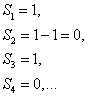 S₁ = 1,
S₂ = 1 − 1 = 0,
S₃ = 1,
S₄ = 0,...